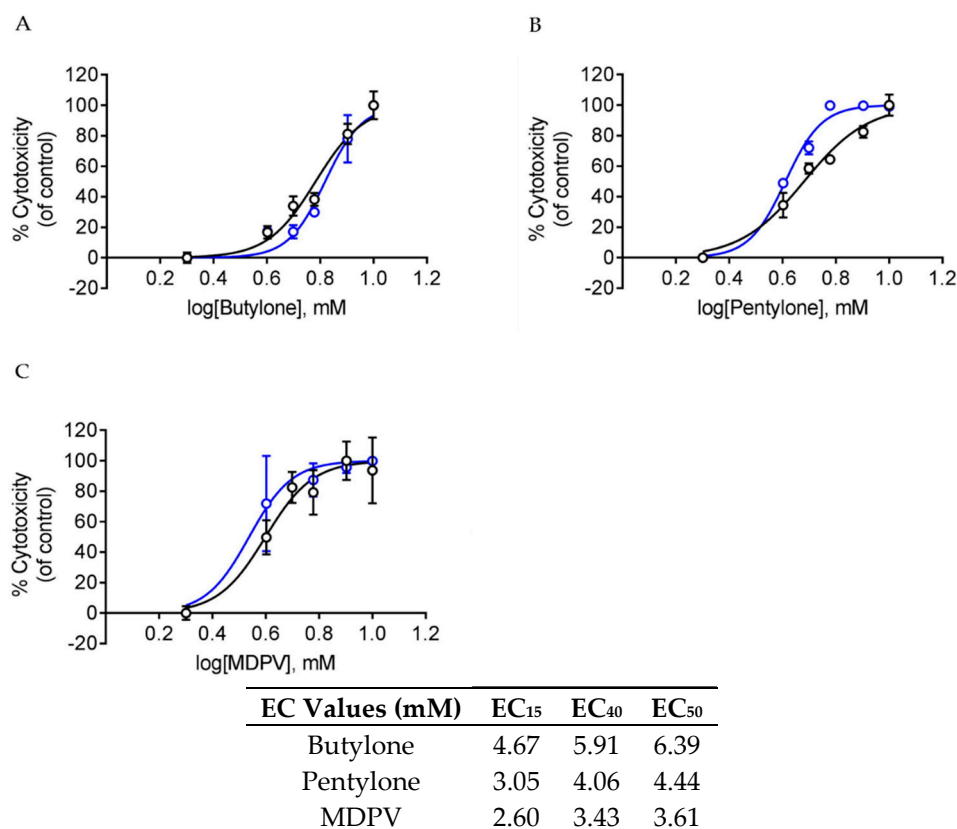 A
B
120
100
80
60
40
20
0
-20
% Cytotoxicity
(of control)
0.2 0.4 0.6 0.8 1.0 1.2
log[Butylone], mM
120
100
80
60
40
20
0
-20
% Cytotoxicity
(of control)
0.2 0.4 0.6 0.8 1.0 1.2
log[Pentylone], mM
C
120
100
80
60
40
20
0
-20
% Cytotoxicity
(of control)
0.2 0.4 0.6 0.8 1.0 1.2
log[MDPV], mM
EC Values (mM) EC₁₅ EC₄₀ EC₅₀
Butylone 4.67 5.91 6.39
Pentylone 3.05 4.06 4.44
MDPV 2.60 3.43 3.61